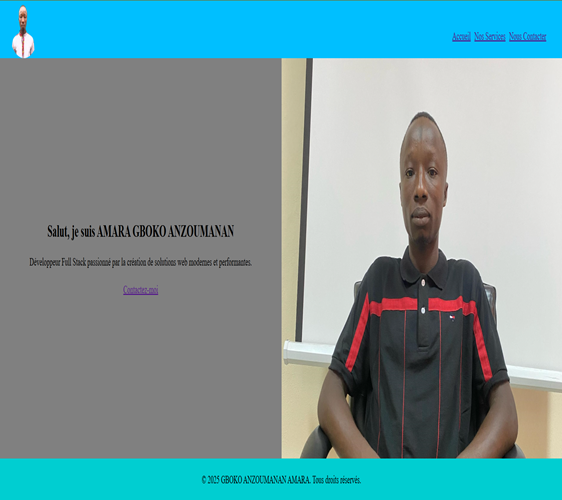 Accueil Nos Services Nous Contacter
Salut, je suis AMARA GBOKO ANZOUMANAN
Développeur Full Stack passionné par la création de solutions web modernes et performantes.
Contactez-moi
© 2025 GBOKO ANZOUMANAN AMARA. Tous droits réservés.